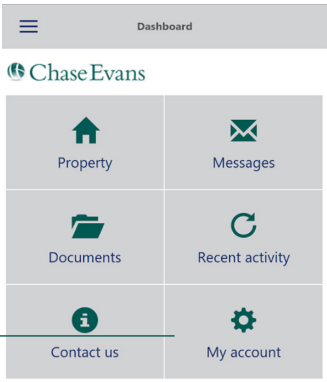 Dashboard
Chase Evans
Property
Messages
Documents
Recent activity
Contact us
My account